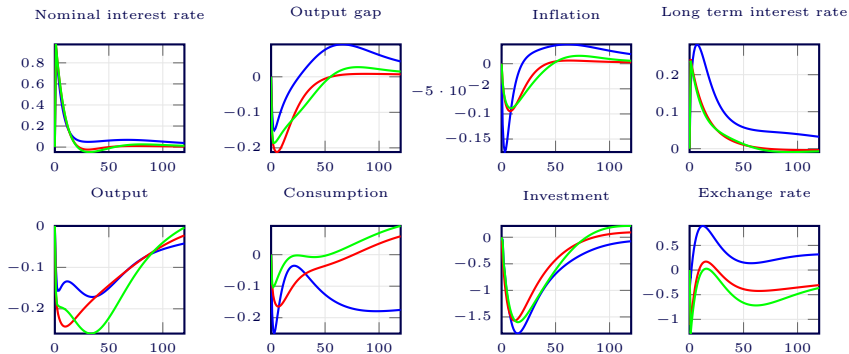 Nominal interest rate
Output gap
Inflation
Long term interest rate
0.8
0.6
0.4
0.2
0
0 50 100
0
−0.1
−0.2
0 50 100
0
−5 · 10−2
−0.1
−0.15
0 50 100
0.2
0.1
0
0 50 100
Output
Consumption
Investment
Exchange rate
0
−0.1
−0.2
0 50 100
0
−0.1
−0.2
0 50 100
0
−0.5
−1
−1.5
0 50 100
0.5
0
−0.5
−1
0 50 100